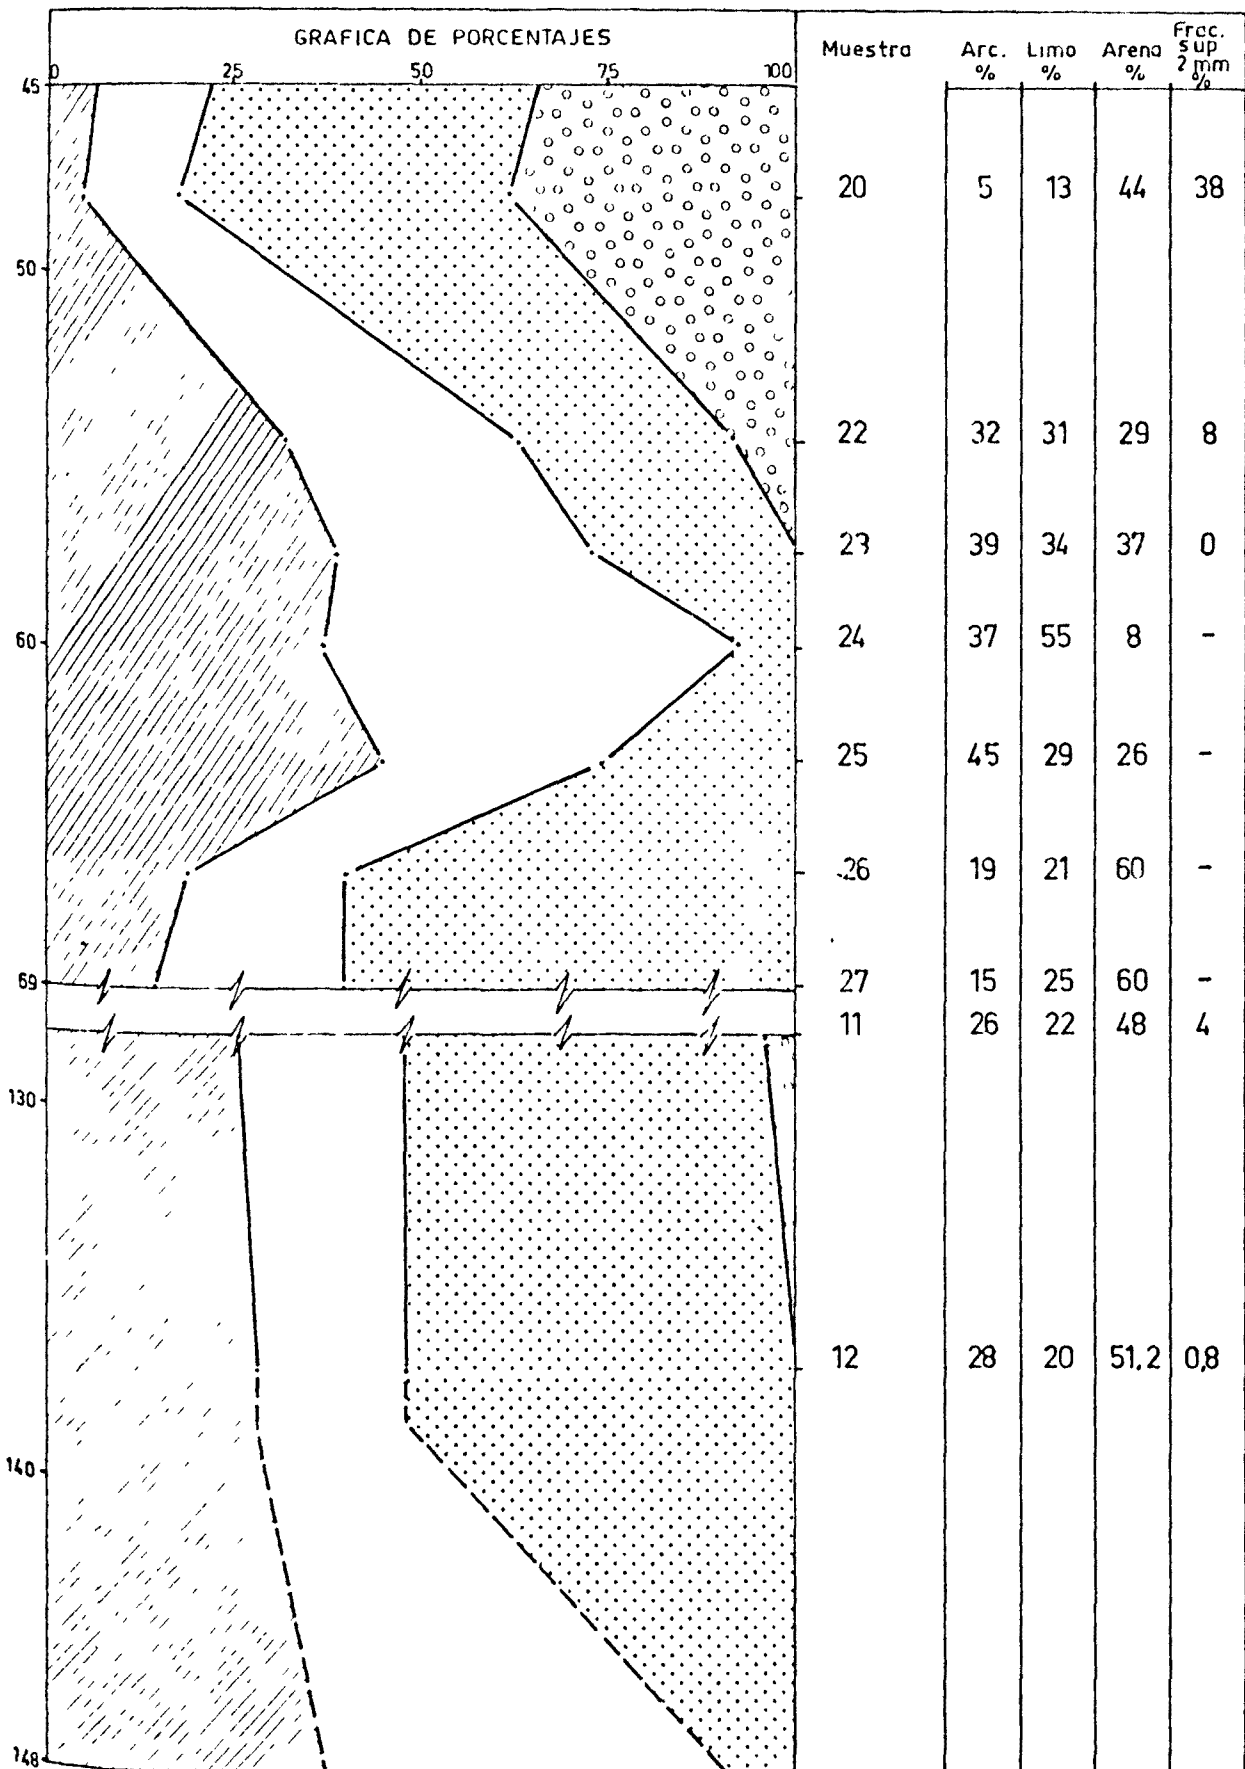 GRAFICA DE PORCENTAJES
0 25 50 75 100
Muestra Arc. % Limo % Arena % Frac. sup 2 mm %
45
20 5 13 44 38
50
22 32 31 29 8
23 39 34 37 0
60
24 37 55 8 -
25 45 29 26 -
26 19 21 60 -
69
27 15 25 60 -
11 26 22 48 4
130
12 28 20 51,2 0,8
140
148